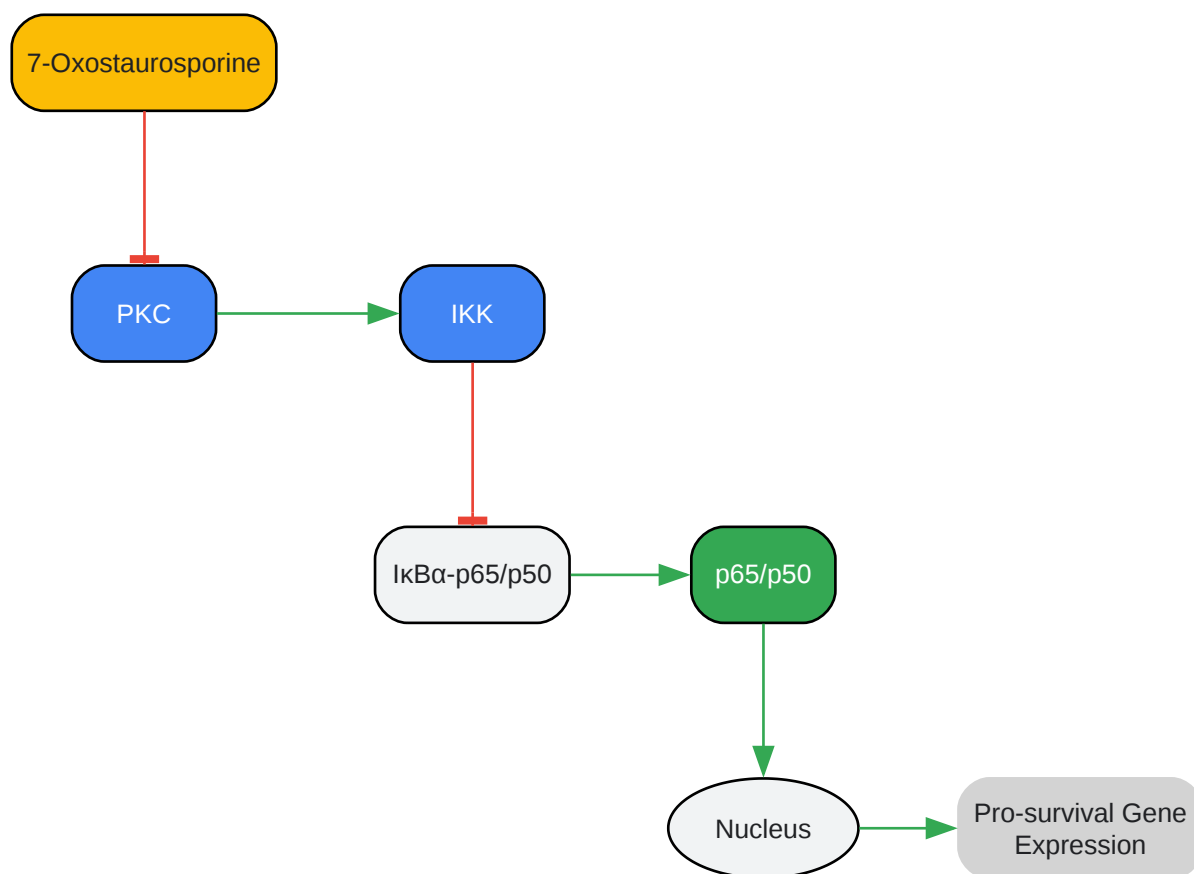 7-Oxostaurosporine
PKC
IKK
IκBα-p65/p50
p65/p50
Nucleus
Pro-survival Gene
Expression